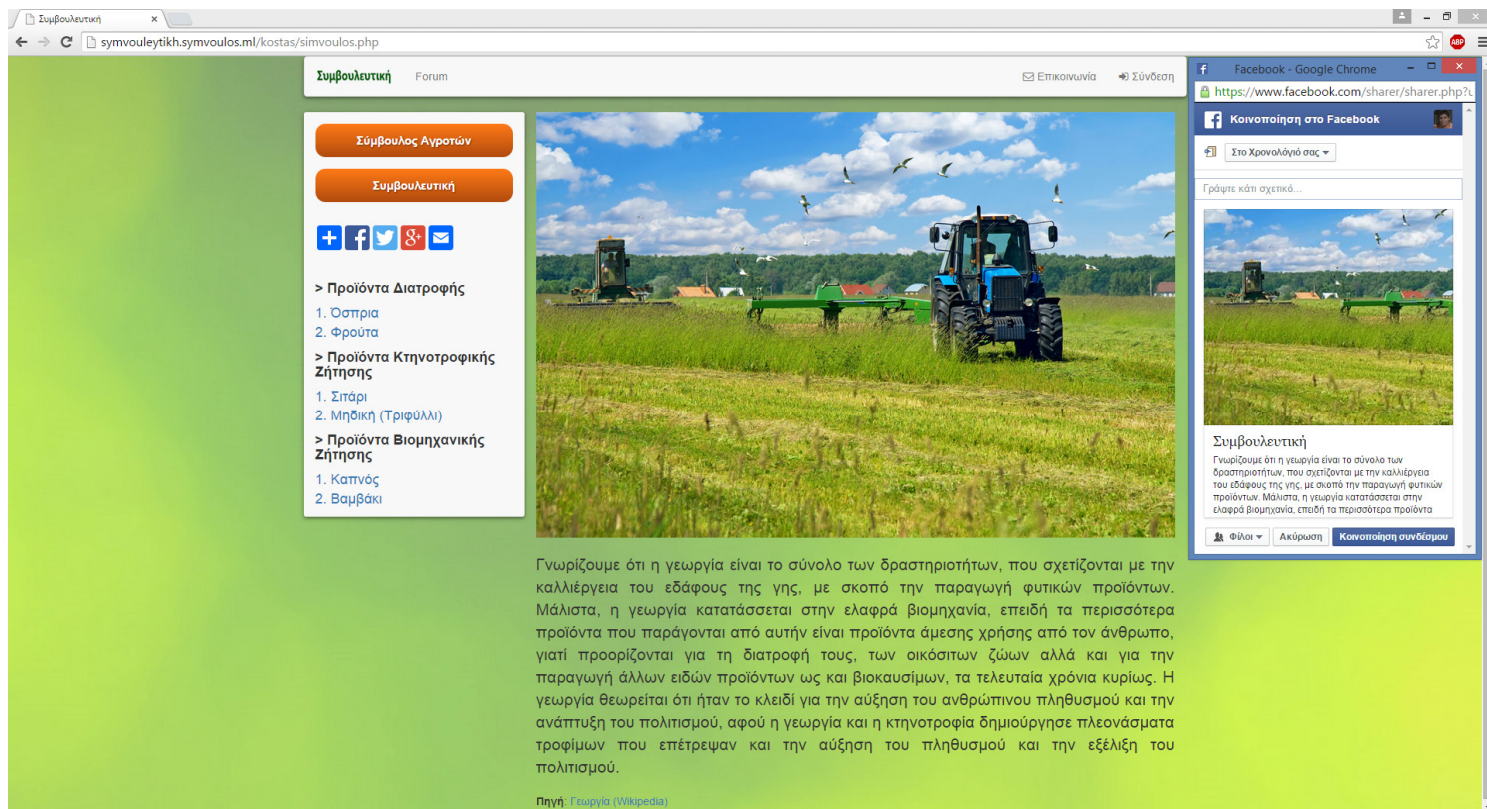 Συμβουλευτική
symvouleytikh.symvoulos.ml/kostas/simvoulos.php
ABP
Συμβουλευτική
Forum
Επικοινωνία
Σύνδεση
Σύμβουλος Αγροτών
Συμβουλευτική
> Προϊόντα Διατροφής
1. Όσπρια
2. Φρούτα
> Προϊόντα Κτηνοτροφικής
Ζήτησης
1. Σιτάρι
2. Μηδική (Τριφύλλι)
> Προϊόντα Βιομηχανικής
Ζήτησης
1. Καπνός
2. Βαμβάκι
Γνωρίζουμε ότι η γεωργία είναι το σύνολο των δραστηριοτήτων, που σχετίζονται με την
καλλιέργεια του εδάφους της γης, με σκοπό την παραγωγή φυτικών προϊόντων.
Μάλιστα, η γεωργία κατατάσσεται στην ελαφρά βιομηχανία, επειδή τα περισσότερα
προϊόντα που παράγονται από αυτήν είναι προϊόντα άμεσης χρήσης από τον άνθρωπο,
γιατί προορίζονται για τη διατροφή τους, των οικόσιτων ζώων αλλά και για την
παραγωγή άλλων ειδών προϊόντων ως και βιοκαυσίμων, τα τελευταία χρόνια κυρίως. Η
γεωργία θεωρείται ότι ήταν το κλειδί για την αύξηση του ανθρώπινου πληθυσμού και την
ανάπτυξη του πολιτισμού, αφού η γεωργία και η κτηνοτροφία δημιούργησε πλεονάσματα
τροφίμων που επέτρεψαν και την αύξηση του πληθυσμού και την εξέλιξη του
πολιτισμού.
Πηγή: Γεωργία (Wikipedia)
Facebook - Google Chrome
https://www.facebook.com/sharer/sharer.php?u
Κοινοποίηση στο Facebook
Στο Χρονολόγιό σας
Γράψτε κάτι σχετικό...
Συμβουλευτική
Γνωρίζουμε ότι η γεωργία είναι το σύνολο των
δραστηριοτήτων, που σχετίζονται με την καλλιέργεια
του εδάφους της γης, με σκοπό την παραγωγή φυτικών
προϊόντων. Μάλιστα, η γεωργία κατατάσσεται στην
ελαφρά βιομηχανία, επειδή τα περισσότερα προϊόντα
Φίλοι
Ακύρωση
Κοινοποίηση συνδέσμου